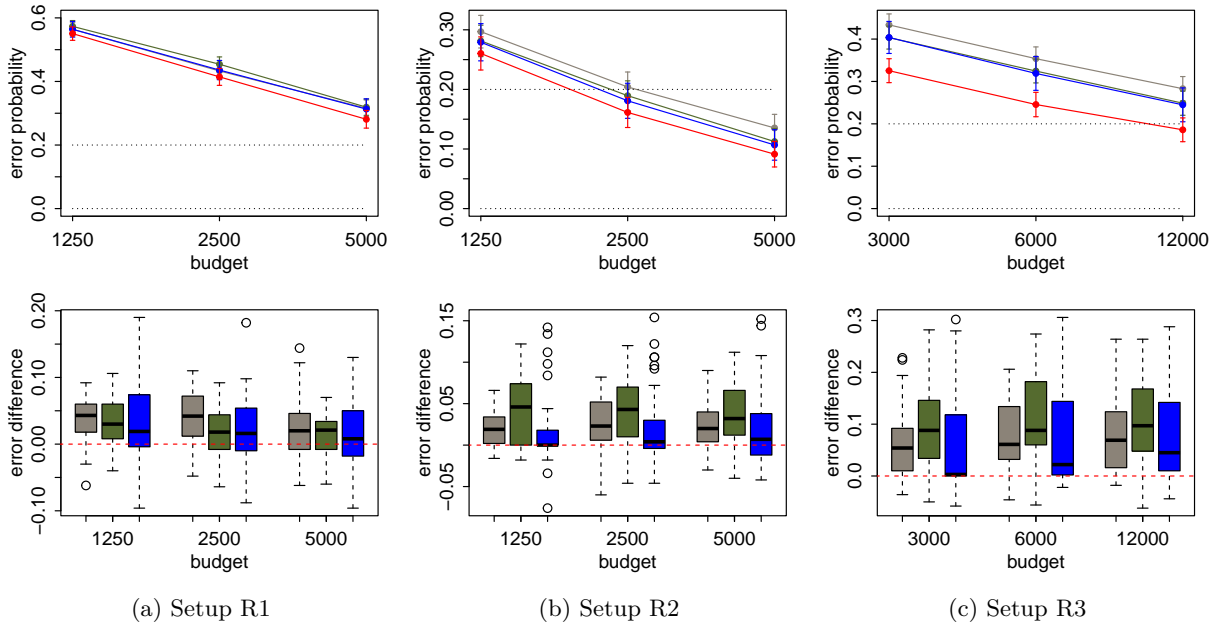 error probability
0.6
0.4
0.2
0.0
1250
2500
5000
budget
error probability
0.30
0.20
0.10
0.00
1250
2500
5000
budget
error probability
0.4
0.3
0.2
0.1
0.0
3000
6000
12000
budget
error difference
0.20
0.10
0.00
−0.10
1250
2500
5000
budget
error difference
0.15
0.05
−0.05
1250
2500
5000
budget
error difference
0.3
0.2
0.1
0.0
3000
6000
12000
budget
(a) Setup R1
(b) Setup R2
(c) Setup R3